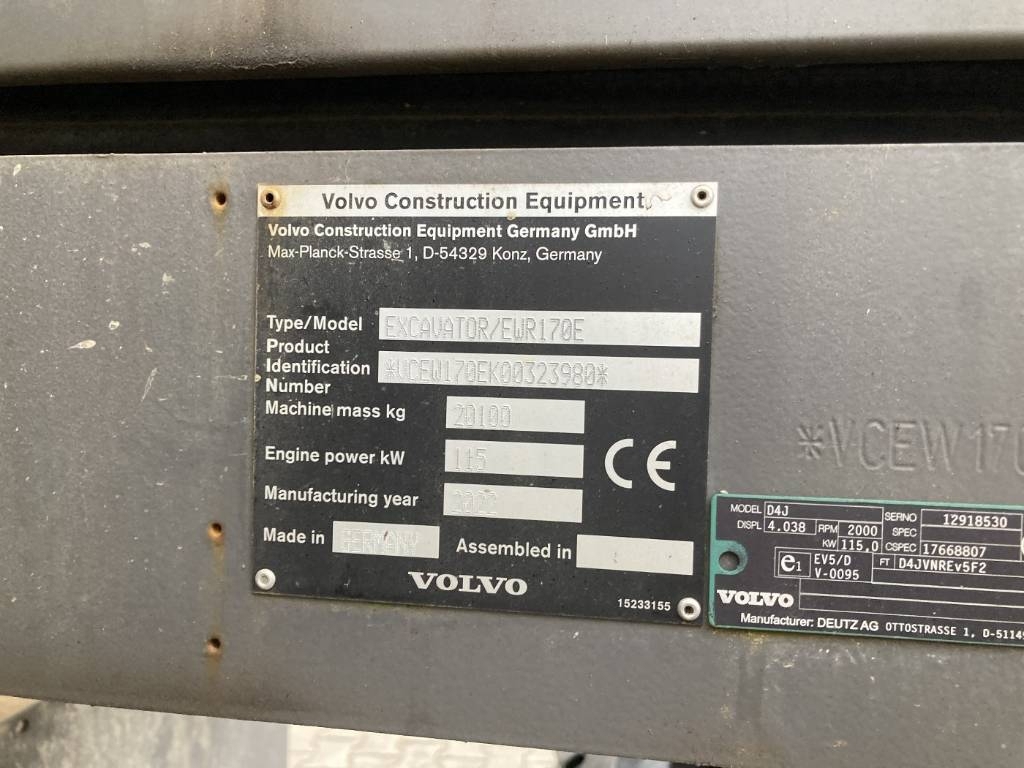 Volvo Construction Equipment
Volvo Construction Equipment Germany GmbH
Max-Planck-Strasse 1, D-54329 Konz, Germany
Type/Model EXCAVATOR/EWR170E
Product Identification Number *VCEW170EK00323980*
Machine mass kg 20100
Engine power kW 115
Manufacturing year 2022
CE
Made in GERMANY Assembled in
VOLVO
15233155
*VCEW170
MODEL D4J SERNO 12918530
DISPL 4.038 RPM 2000 SPEC
KW 115,0 CSPEC 17668807
e1 EV5/D V-0095 FT D4JVNREv5F2
VOLVO
Manufacturer: DEUTZ AG OTTOSTRASSE 1, D-51149